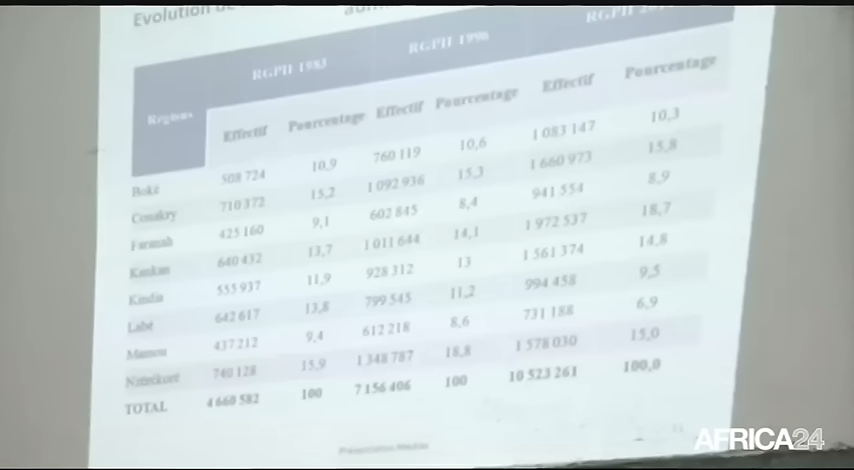 Evolution de
RGPH 1983 RGPH 1996 RGPH
Régions Effectif Pourcentage Effectif Pourcentage Effectif Pourcentage
Boké 508 724 10,9 760 119 10,6 1 083 147 10,3
Conakry 710 372 15,2 1 092 936 15,3 1 660 973 15,8
Faranah 425 160 9,1 602 845 8,4 941 554 8,9
Kankan 640 432 13,7 1 011 644 14,1 1 972 537 18,7
Kindia 555 937 11,9 928 312 13 1 561 374 14,8
Labé 642 617 13,8 799 545 11,2 994 458 9,5
Mamou 437 212 9,4 612 218 8,6 731 188 6,9
Nzérékoré 740 128 15,9 1 348 787 18,8 1 578 030 15,0
TOTAL 4 660 582 100 7 156 406 100 10 523 261 100,0
Présentation Médias
AFRICA24